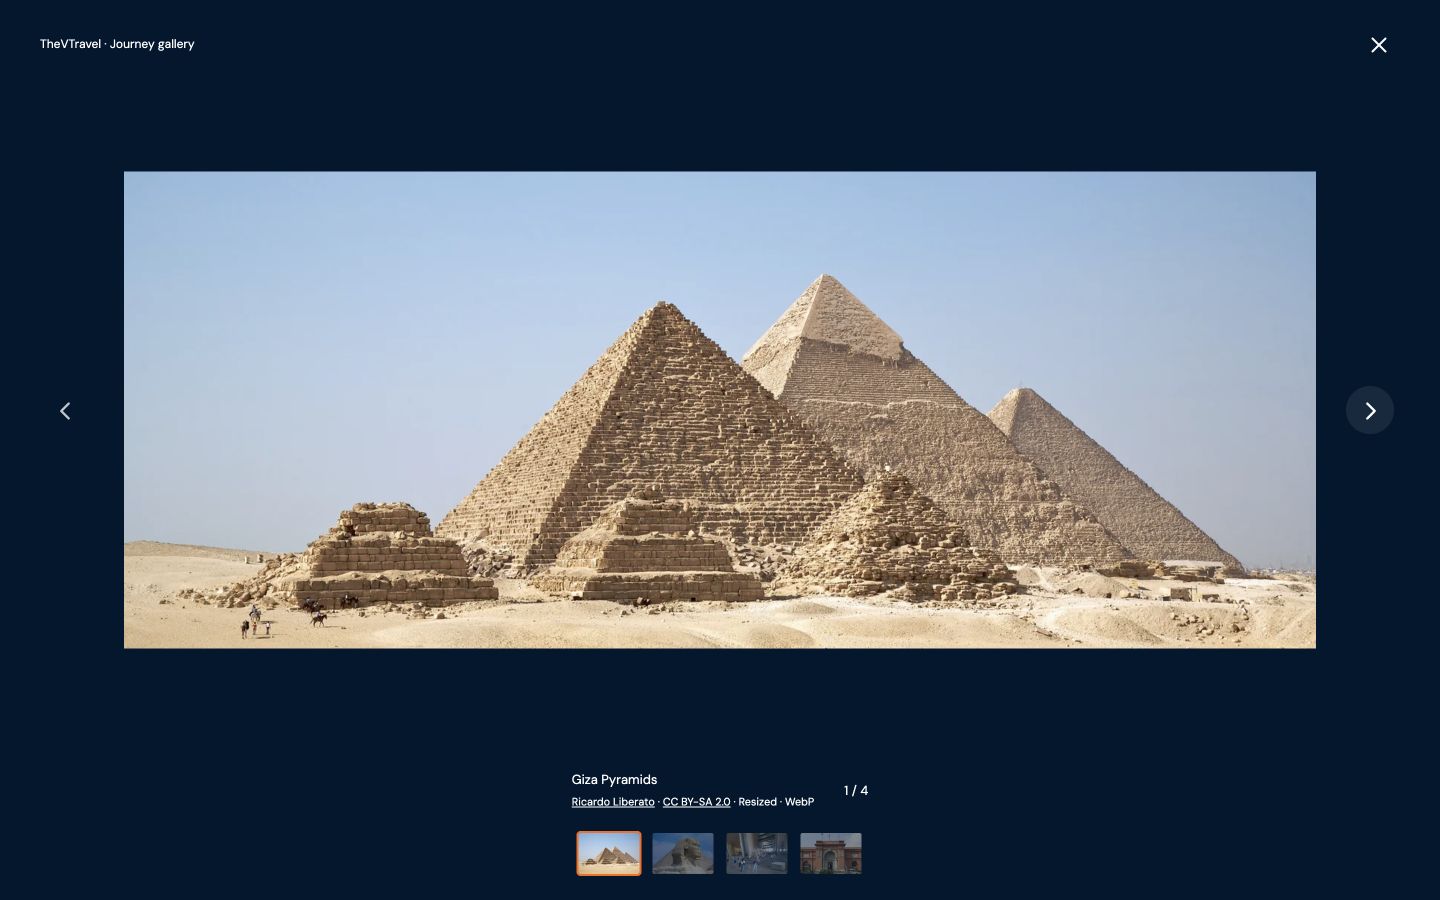 TheVTravel · Journey gallery
Giza Pyramids
1 / 4
Ricardo Liberato · CC BY-SA 2.0 · Resized · WebP